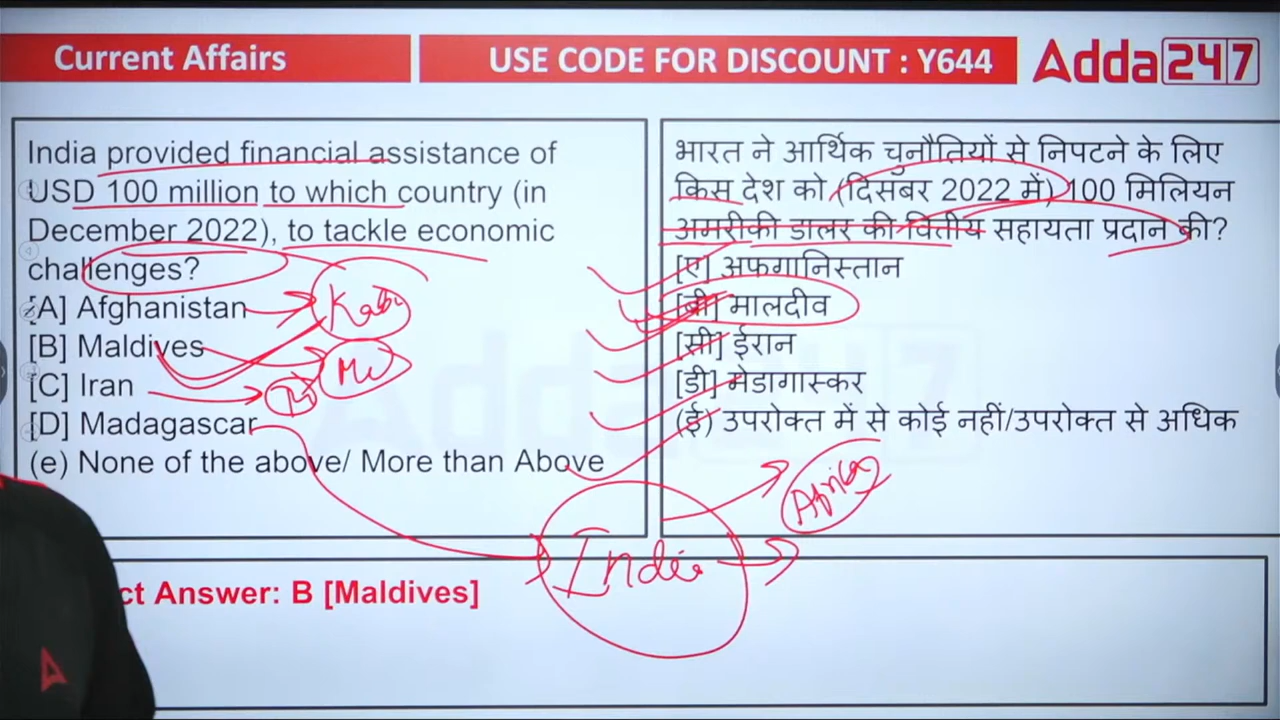 Current Affairs
USE CODE FOR DISCOUNT : Y644
Adda247
India provided financial assistance of
USD 100 million to which country (in
December 2022), to tackle economic
challenges?
[A] Afghanistan
[B] Maldives
[C] Iran
[D] Madagascar
(e) None of the above/ More than Above
भारत ने आर्थिक चुनौतियों से निपटने के लिए
किस देश को (दिसंबर 2022 में) 100 मिलियन
अमरीकी डालर की वित्तीय सहायता प्रदान की?
[ए] अफगानिस्तान
[बी] मालदीव
[सी] ईरान
[डी] मेडागास्कर
(ई) उपरोक्त में से कोई नहीं/उपरोक्त से अधिक
India
ct Answer: B [Maldives]